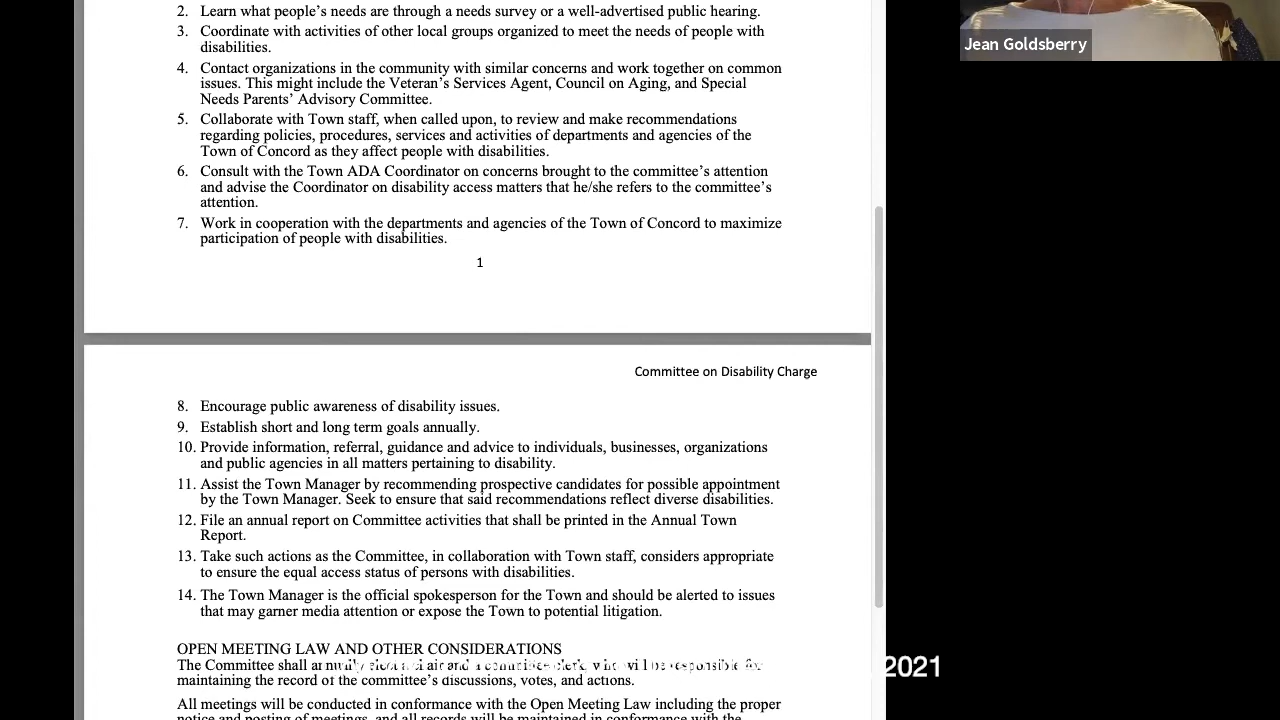 2. Learn what people's needs are through a needs survey or a well-advertised public hearing.
3. Coordinate with activities of other local groups organized to meet the needs of people with
disabilities.
4. Contact organizations in the community with similar concerns and work together on common
issues. This might include the Veteran's Services Agent, Council on Aging, and Special
Needs Parents' Advisory Committee.
5. Collaborate with Town staff, when called upon, to review and make recommendations
regarding policies, procedures, services and activities of departments and agencies of the
Town of Concord as they affect people with disabilities.
6. Consult with the Town ADA Coordinator on concerns brought to the committee's attention
and advise the Coordinator on disability access matters that he/she refers to the committee's
attention.
7. Work in cooperation with the departments and agencies of the Town of Concord to maximize
participation of people with disabilities.
1
Committee on Disability Charge
8. Encourage public awareness of disability issues.
9. Establish short and long term goals annually.
10. Provide information, referral, guidance and advice to individuals, businesses, organizations
and public agencies in all matters pertaining to disability.
11. Assist the Town Manager by recommending prospective candidates for possible appointment
by the Town Manager. Seek to ensure that said recommendations reflect diverse disabilities.
12. File an annual report on Committee activities that shall be printed in the Annual Town
Report.
13. Take such actions as the Committee, in collaboration with Town staff, considers appropriate
to ensure the equal access status of persons with disabilities.
14. The Town Manager is the official spokesperson for the Town and should be alerted to issues
that may garner media attention or expose the Town to potential litigation.
OPEN MEETING LAW AND OTHER CONSIDERATIONS
The Committee shall
maintaining the record of the committee's discussions, votes, and actions.
All meetings will be conducted in conformance with the Open Meeting Law including the proper
notice and posting of meetings, and all records will be maintained in conformance with the
Jean Goldsberry
2021